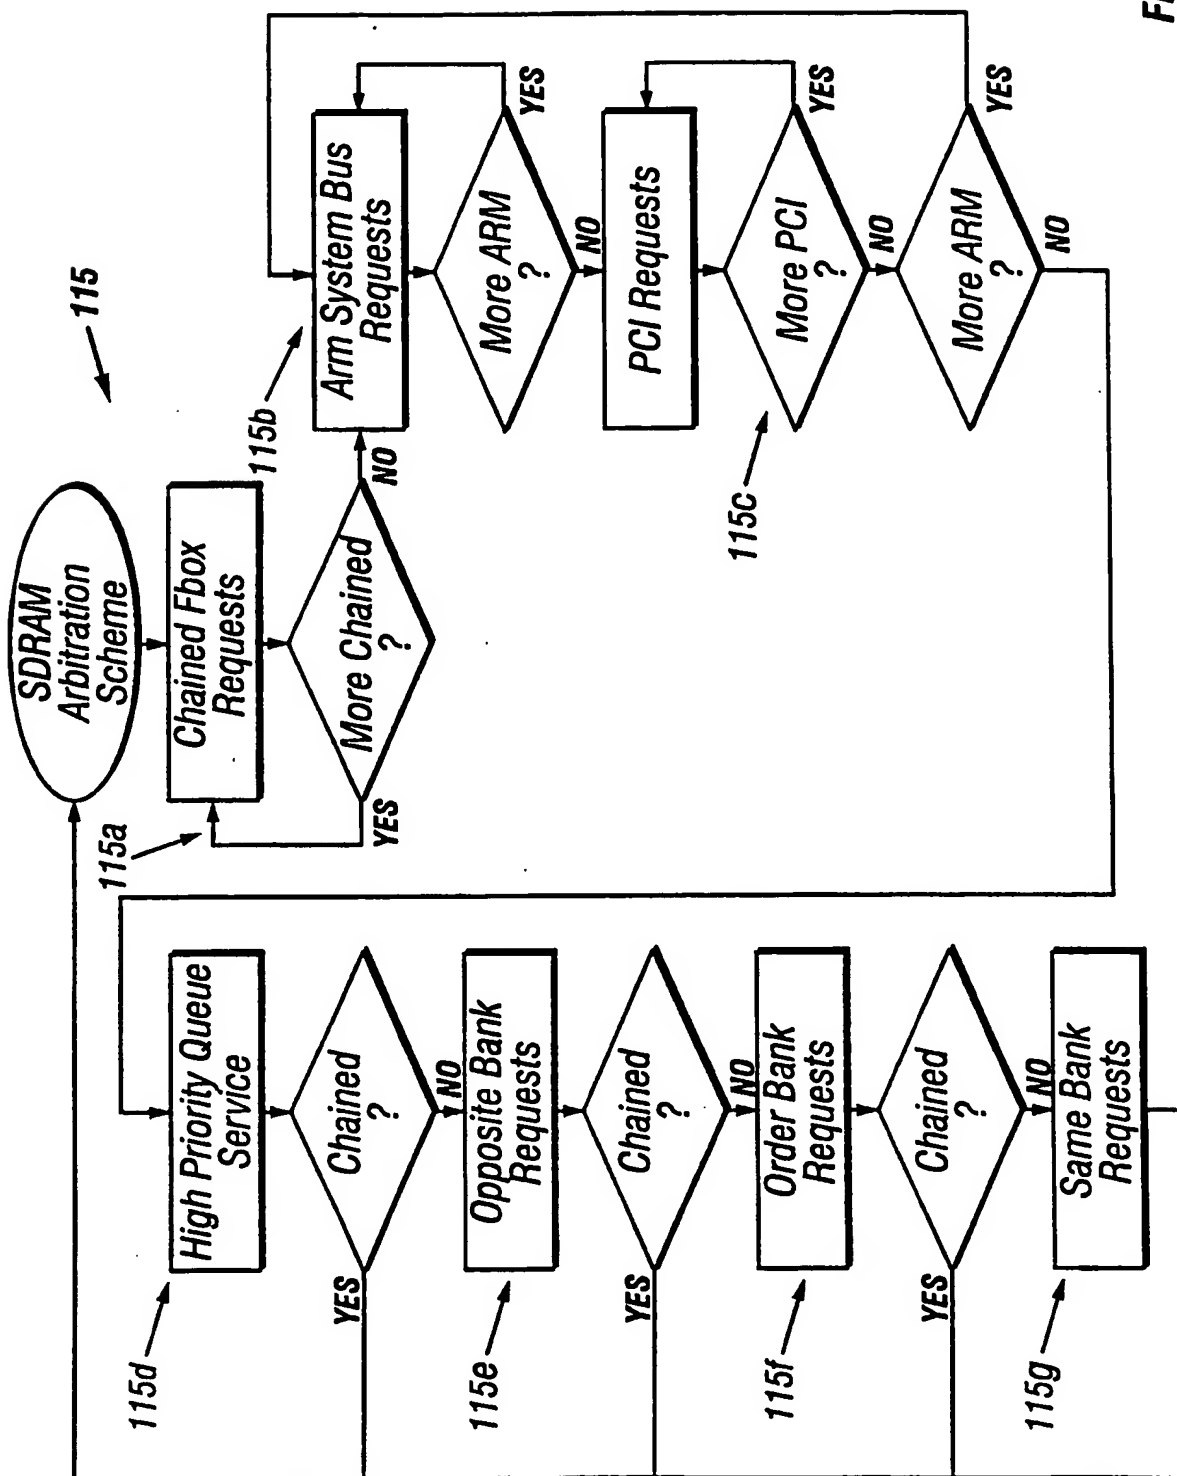 115
SDRAM
Arbitration
Scheme
115a
Chained Fbox
Requests
More Chained
?
YES
NO
115b
Arm System Bus
Requests
More ARM
?
YES
NO
PCI Requests
115c
More PCI
?
YES
NO
More ARM
?
YES
NO
115d
High Priority Queue
Service
Chained
?
YES
NO
115e
Opposite Bank
Requests
Chained
?
YES
NO
115f
Order Bank
Requests
Chained
?
YES
NO
115g
Same Bank
Requests